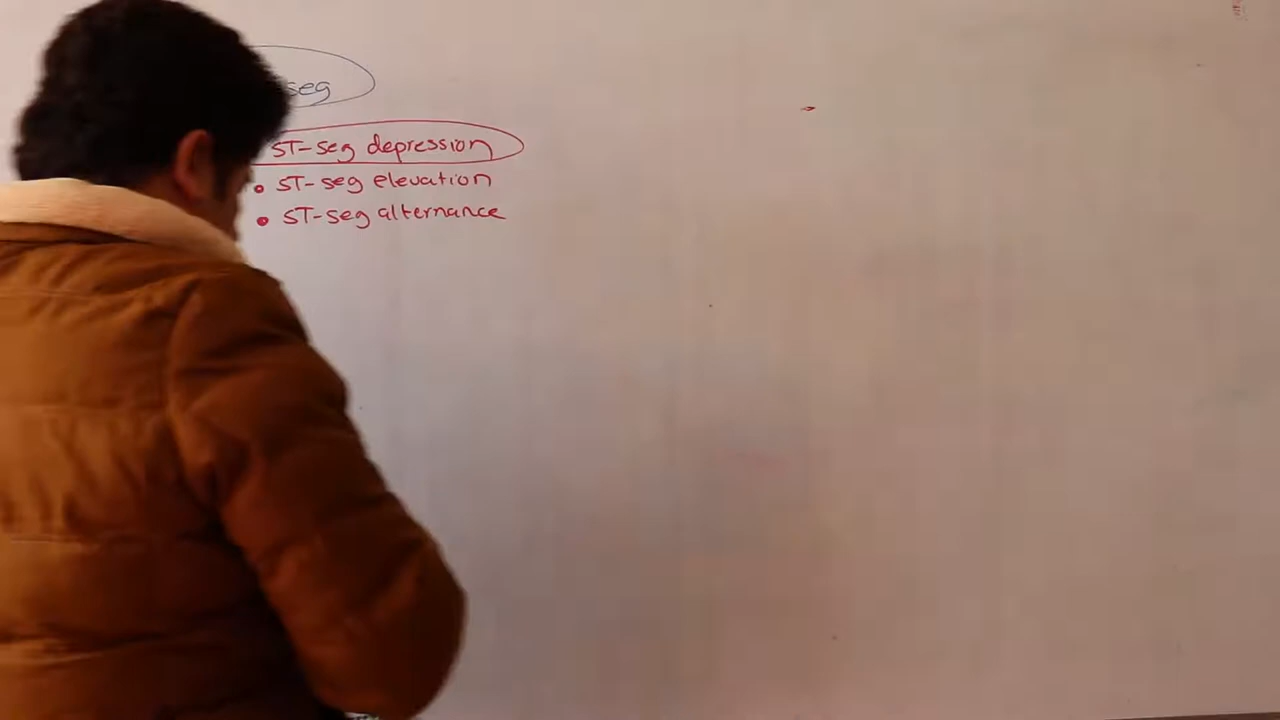 seg
ST-seg depression
• ST-seg elevation
• ST-seg alternance